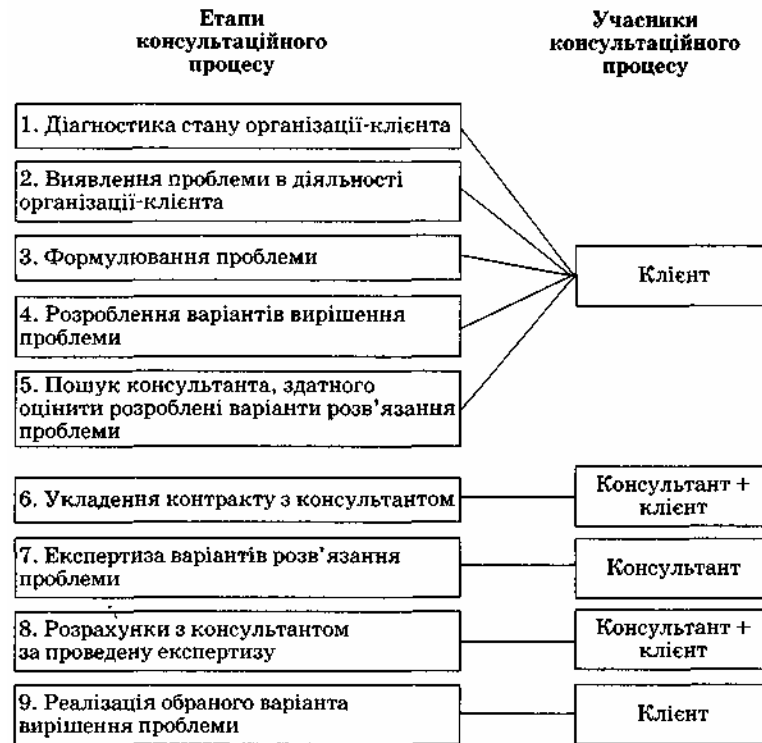 Етапи
консультаційного
процесу
Учасники
консультаційного
процесу
1. Діагностика стану організації-клієнта
2. Виявлення проблеми в діяльності
організації-клієнта
3. Формулювання проблеми
Клієнт
4. Розроблення варіантів вирішення
проблеми
5. Пошук консультанта, здатного
оцінити розроблені варіанти розв'язання
проблеми
6. Укладення контракту з консультантом
Консультант +
клієнт
7. Експертиза варіантів розв'язання
проблеми
Консультант
8. Розрахунки з консультантом
за проведену експертизу
Консультант +
клієнт
9. Реалізація обраного варіанта
вирішення проблеми
Клієнт